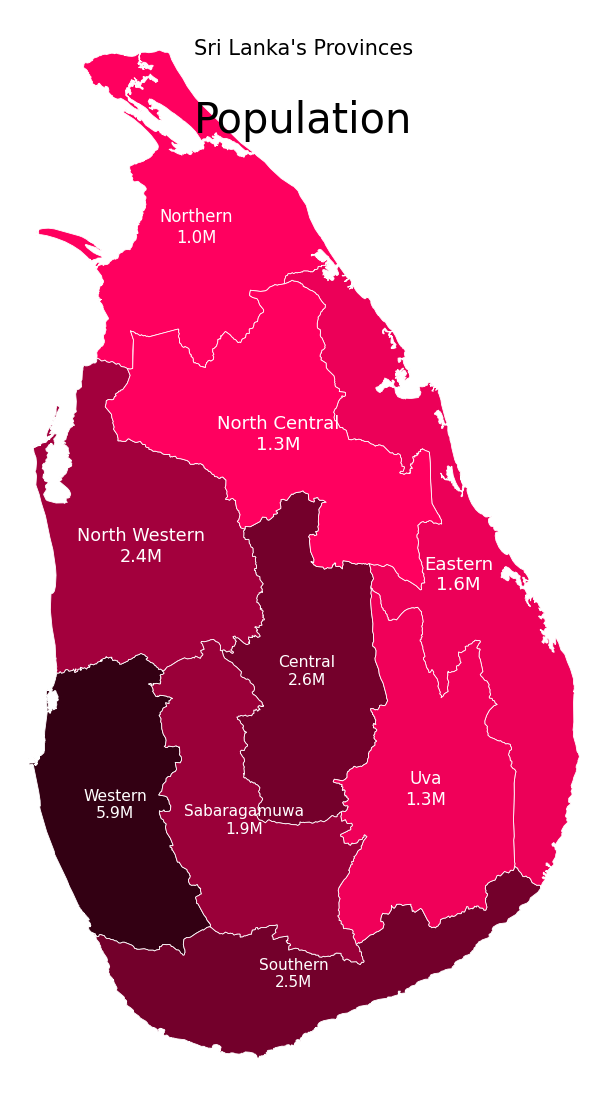 Sri Lanka's Provinces
Population
Northern
1.0M
North Central
1.3M
North Western
2.4M
Eastern
1.6M
Central
2.6M
Uva
1.3M
Western
5.9M
Sabaragamuwa
1.9M
Southern
2.5M